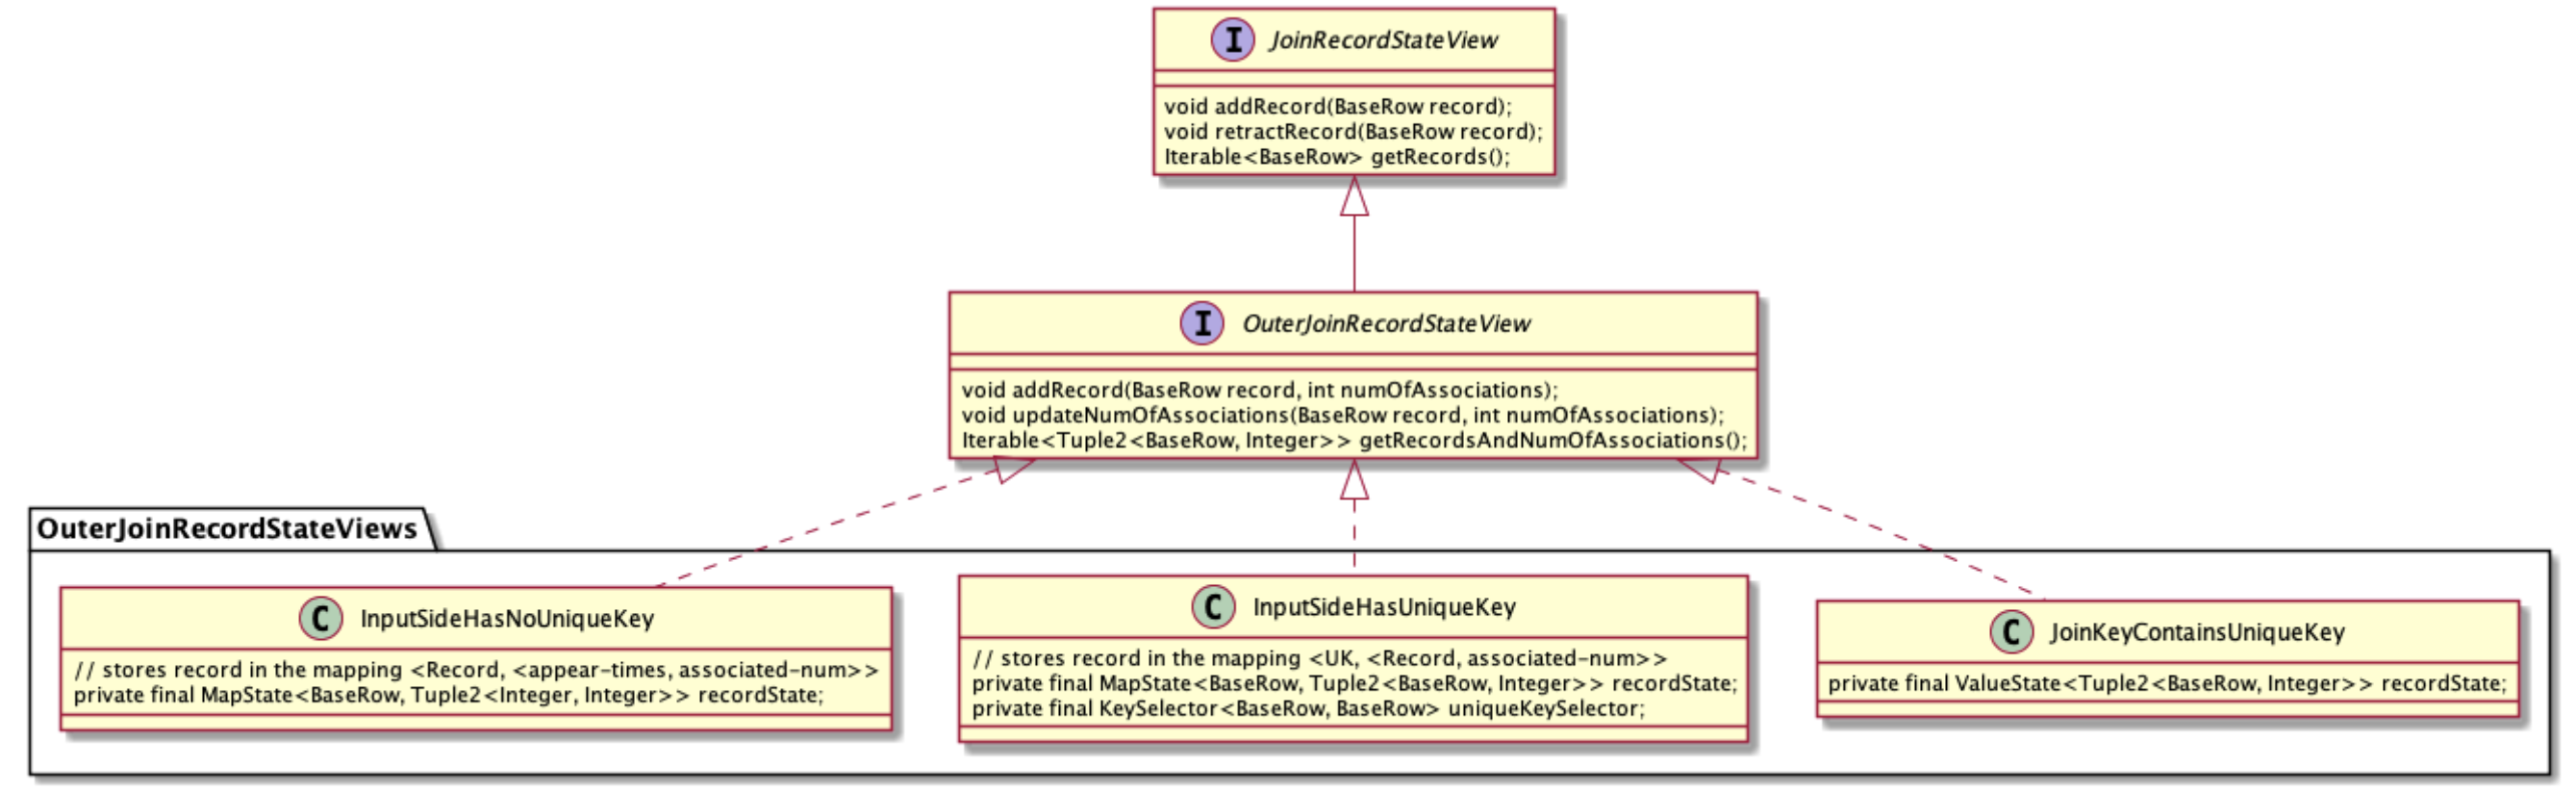 I JoinRecordStateView
void addRecord(BaseRow record);
void retractRecord(BaseRow record);
Iterable<BaseRow> getRecords();
I OuterJoinRecordStateView
void addRecord(BaseRow record, int numOfAssociations);
void updateNumOfAssociations(BaseRow record, int numOfAssociations);
Iterable<Tuple2<BaseRow, Integer>> getRecordsAndNumOfAssociations();
OuterJoinRecordStateViews
C InputSideHasNoUniqueKey
// stores record in the mapping <Record, <appear-times, associated-num>>
private final MapState<BaseRow, Tuple2<Integer, Integer>> recordState;
C InputSideHasUniqueKey
// stores record in the mapping <UK, <Record, associated-num>>
private final MapState<BaseRow, Tuple2<BaseRow, Integer>> recordState;
private final KeySelector<BaseRow, BaseRow> uniqueKeySelector;
C JoinKeyContainsUniqueKey
private final ValueState<Tuple2<BaseRow, Integer>> recordState;